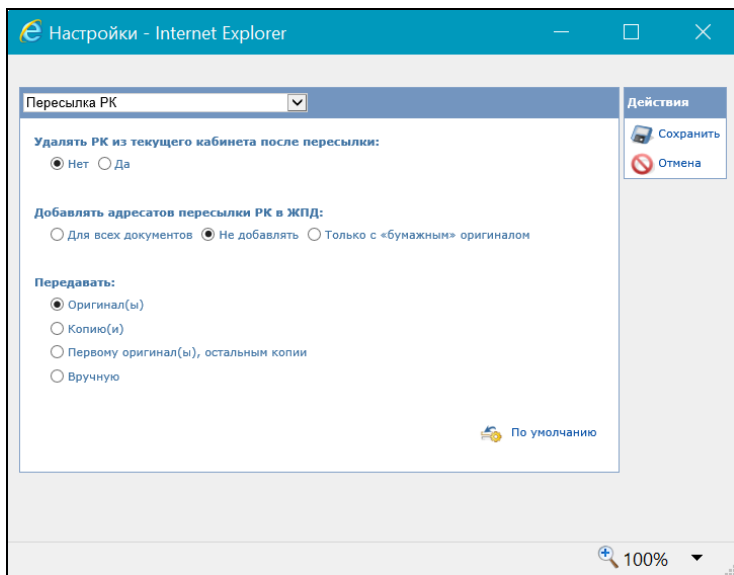 Настройки - Internet Explorer
Пересылка РК
Действия
Сохранить
Отмена
Удалять РК из текущего кабинета после пересылки:
Нет Да
Добавлять адресатов пересылки РК в ЖПД:
Для всех документов Не добавлять Только с «бумажным» оригиналом
Передавать:
Оригинал(ы)
Копию(и)
Первому оригинал(ы), остальным копии
Вручную
По умолчанию
100%